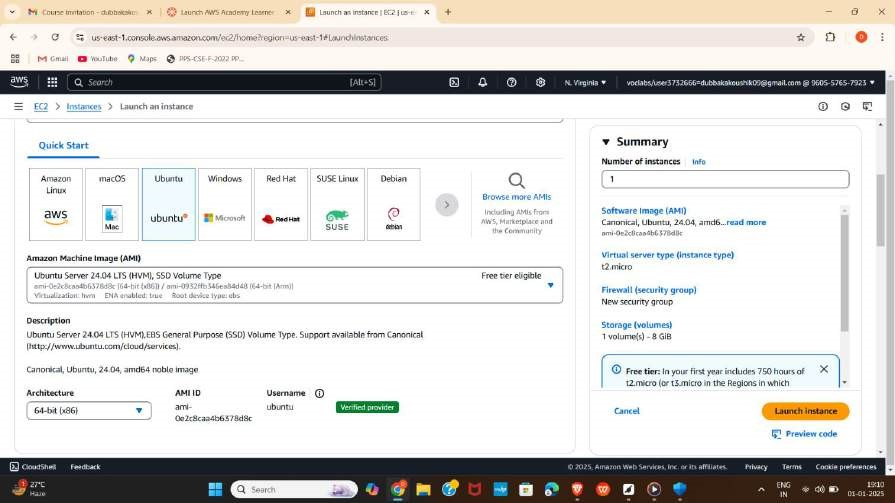 Course Invitation - dubbakakous
Launch AWS Academy Learner
Launch an instance | EC2 | us-e
us-east-1.console.aws.amazon.com/ec2/home?region=us-east-1#LaunchInstances:
Gmail YouTube Maps PPS-CSE-F-2022 PP...
aws Search [Alt+S] N. Virginia voclabs/user3732666=dubbakakoushik09@gmail.com @ 9605-5765-7923
EC2 > Instances > Launch an instance
Quick Start
Amazon Linux
aws
macOS
Mac
Ubuntu
ubuntu
Windows
Microsoft
Red Hat
Red Hat
SUSE Linux
SUSE
Debian
debian
Browse more AMIs
Including AMIs from
AWS, Marketplace and
the Community
Amazon Machine Image (AMI)
Ubuntu Server 24.04 LTS (HVM), SSD Volume Type Free tier eligible
ami-0e2c8caa4b6378d8c (64-bit (x86)) / ami-0932ffb346ea84d48 (64-bit (Arm))
Virtualization: hvm ENA enabled: true Root device type: ebs
Description
Ubuntu Server 24.04 LTS (HVM),EBS General Purpose (SSD) Volume Type. Support available from Canonical
(http://www.ubuntu.com/cloud/services).
Canonical, Ubuntu, 24.04, amd64 noble image
Architecture AMI ID Username
64-bit (x86) ami-0e2c8caa4b6378d8c ubuntu Verified provider
Summary
Number of instances Info
1
Software Image (AMI)
Canonical, Ubuntu, 24.04, amd6...read more
ami-0e2c8caa4b6378d8c
Virtual server type (instance type)
t2.micro
Firewall (security group)
New security group
Storage (volumes)
1 volume(s) - 8 GiB
Free tier: In your first year includes 750 hours of
t2.micro (or t3.micro in the Regions in which
Cancel Launch instance
Preview code
CloudShell Feedback © 2025, Amazon Web Services, Inc. or its affiliates. Privacy Terms Cookie preferences
27°C
Haze
Search
ENG
IN
19:10
01-01-2025